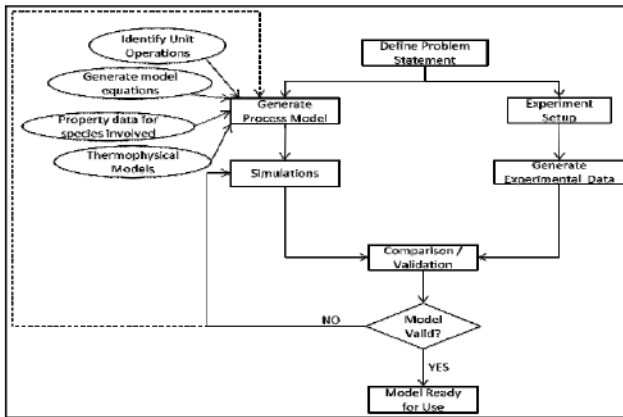 Identify Unit
Operations
Generate model
equations
Property data for
species involved
Thermophysical
Models
Define Problem
Statement
Generate
Process Model
Experiment
Setup
Simulations
Generate
Experimental Data
Comparison /
Validation
NO
Model
Valid?
YES
Model Ready
for Use